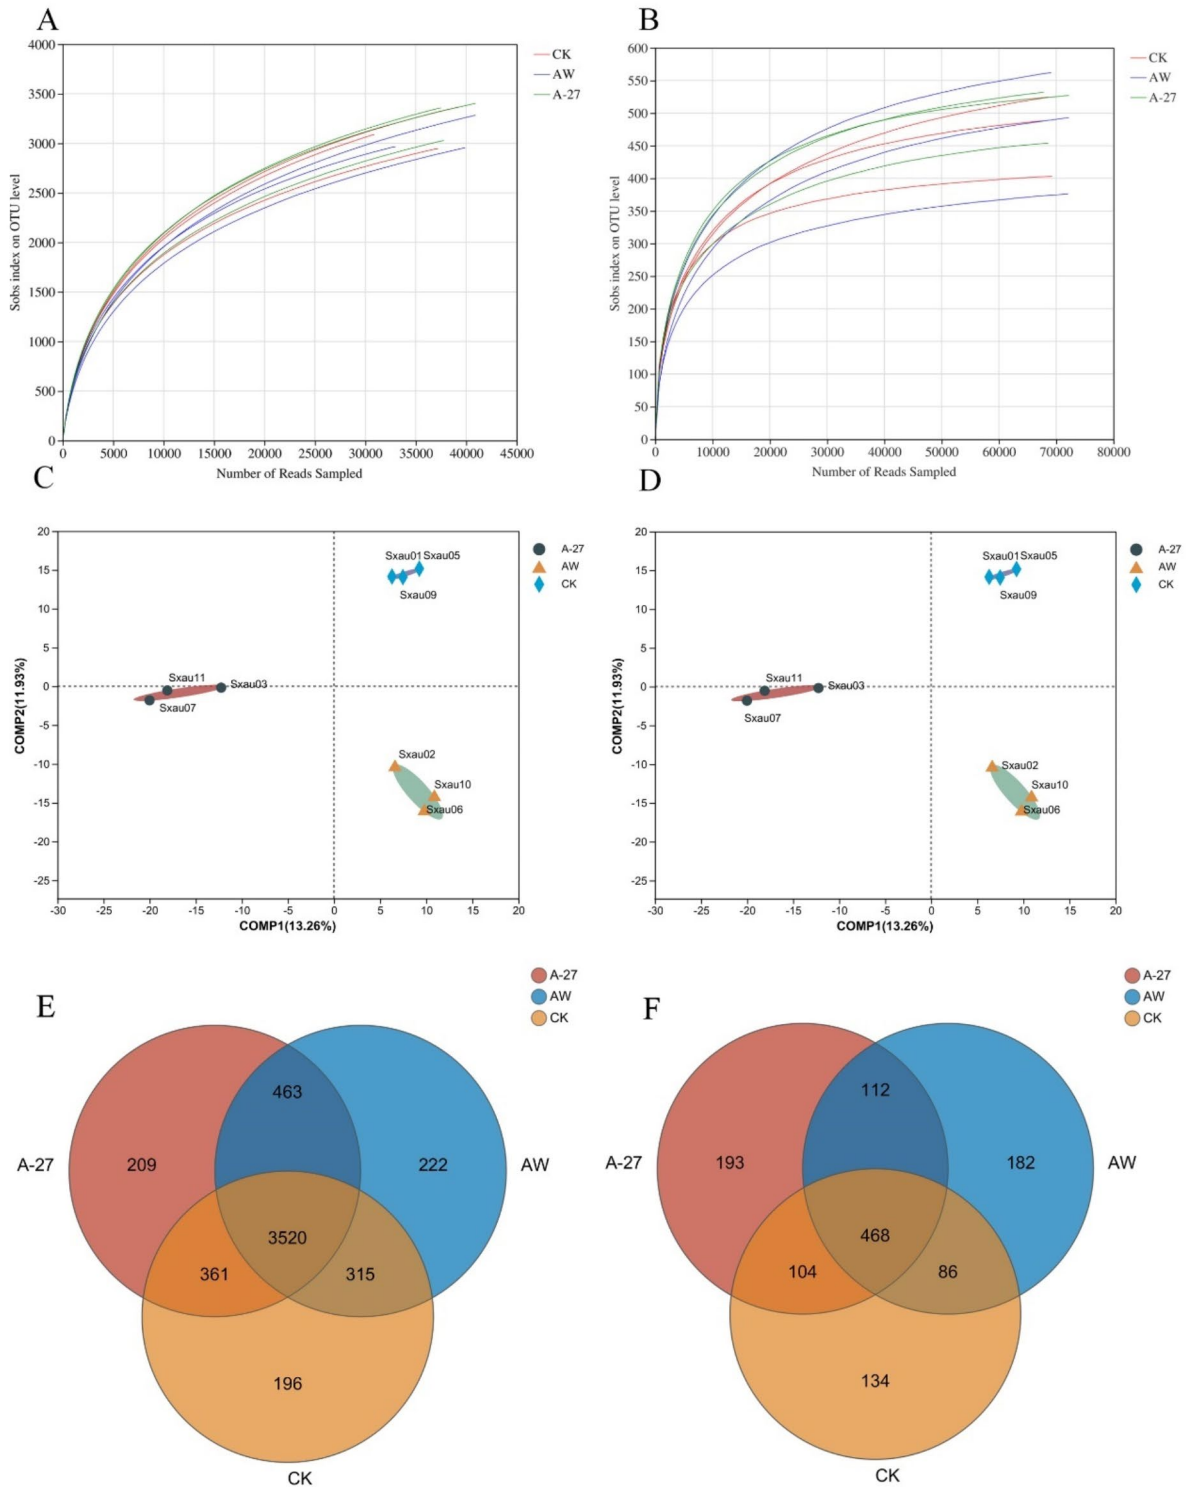 A
4000
3500
3000
2500
2000
1500
1000
500
0
Sobs index on OTU level
0 5000 10000 15000 20000 25000 30000 35000 40000 45000
Number of Reads Sampled
CK
AW
A-27
B
600
550
500
450
400
350
300
250
200
150
100
50
0
Sobs index on OTU level
0 10000 20000 30000 40000 50000 60000 70000 80000
Number of Reads Sampled
CK
AW
A-27
C
20
15
10
5
0
-5
-10
-15
-20
-25
COMP2(11.93%)
-30 -25 -20 -15 -10 -5 0 5 10 15 20
COMP1(13.26%)
Sxau01 Sxau05
Sxau09
Sxau11
Sxau03
Sxau07
Sxau02
Sxau10
Sxau06
A-27
AW
CK
D
20
15
10
5
0
-5
-10
-15
-20
-25
COMP2(11.93%)
-30 -25 -20 -15 -10 -5 0 5 10 15 20
COMP1(13.26%)
Sxau01 Sxau05
Sxau09
Sxau11
Sxau03
Sxau07
Sxau02
Sxau10
Sxau06
A-27
AW
CK
E
A-27
AW
CK
463
A-27 209 222 AW
3520
361 315
196
CK
F
A-27
AW
CK
112
A-27 193 182 AW
468
104 86
134
CK